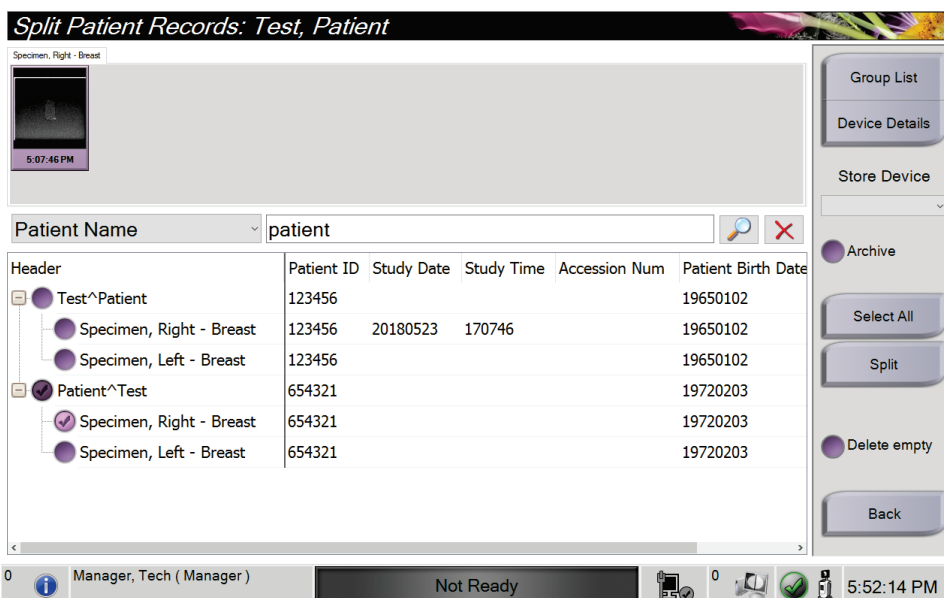 Split Patient Records: Test, Patient
Specimen, Right - Breast
5:07:46 PM
Group List
Device Details
Store Device
Patient Name patient
Archive
Header Patient ID Study Date Study Time Accession Num Patient Birth Date
Test^Patient 123456 19650102
Specimen, Right - Breast 123456 20180523 170746 19650102
Select All
Specimen, Left - Breast 123456 19650102
Split
Patient^Test 654321 19720203
Specimen, Right - Breast 654321 19720203
Specimen, Left - Breast 654321 19720203
Delete empty
Back
0 Manager, Tech ( Manager ) Not Ready 0 5:52:14 PM